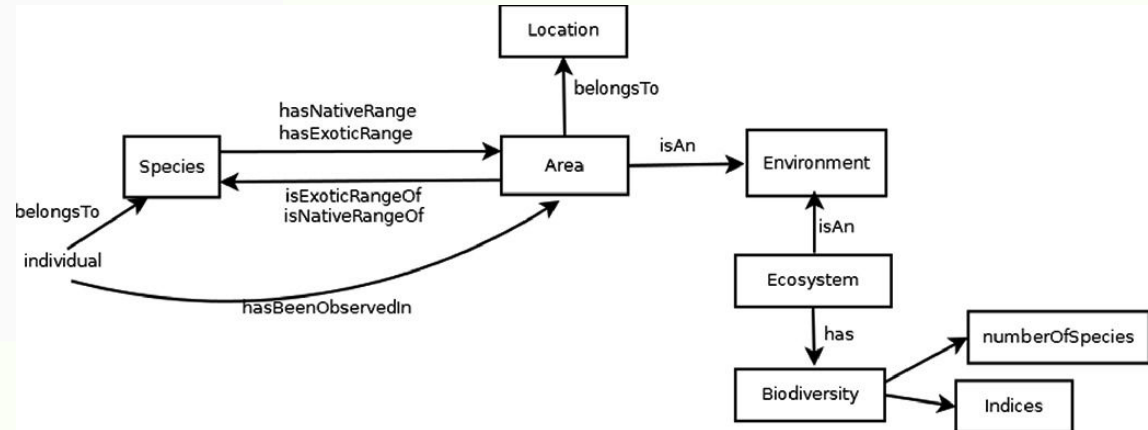 Location
belongsTo
hasNativeRange
hasExoticRange
Species
Area
isAn
Environment
isExoticRangeOf
isNativeRangeOf
belongsTo
individual
isAn
Ecosystem
hasBeenObservedIn
has
numberOfSpecies
Biodiversity
Indices